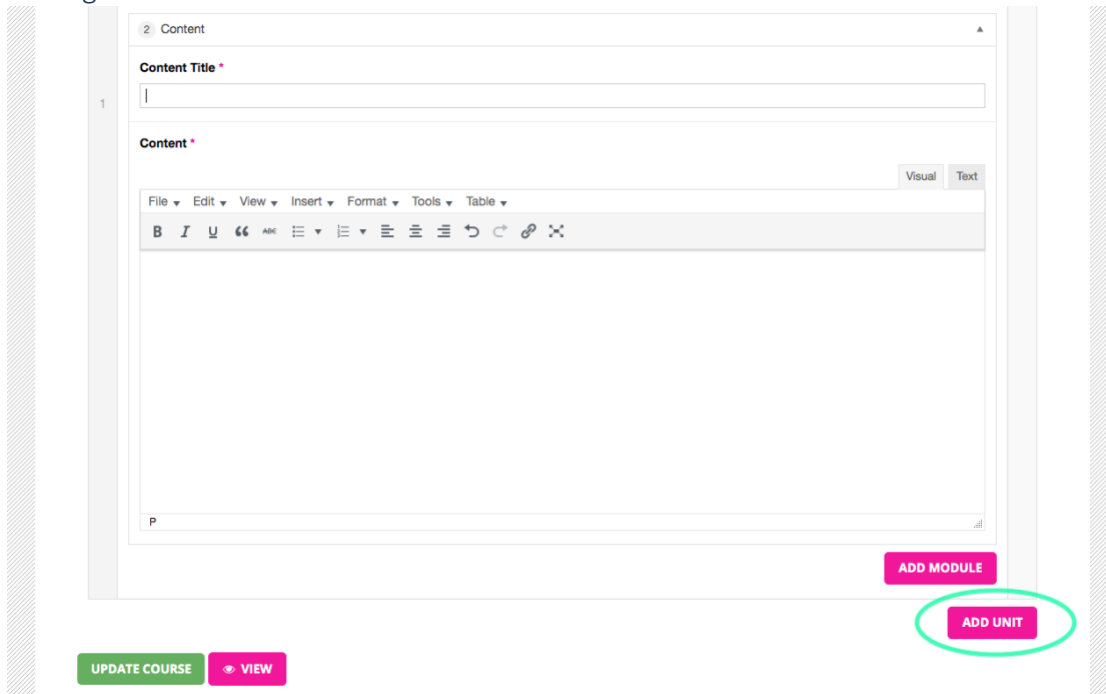 2 Content
Content Title *
1
Content *
Visual Text
File Edit View Insert Format Tools Table
B I U ABC
P
ADD MODULE
ADD UNIT
UPDATE COURSE VIEW